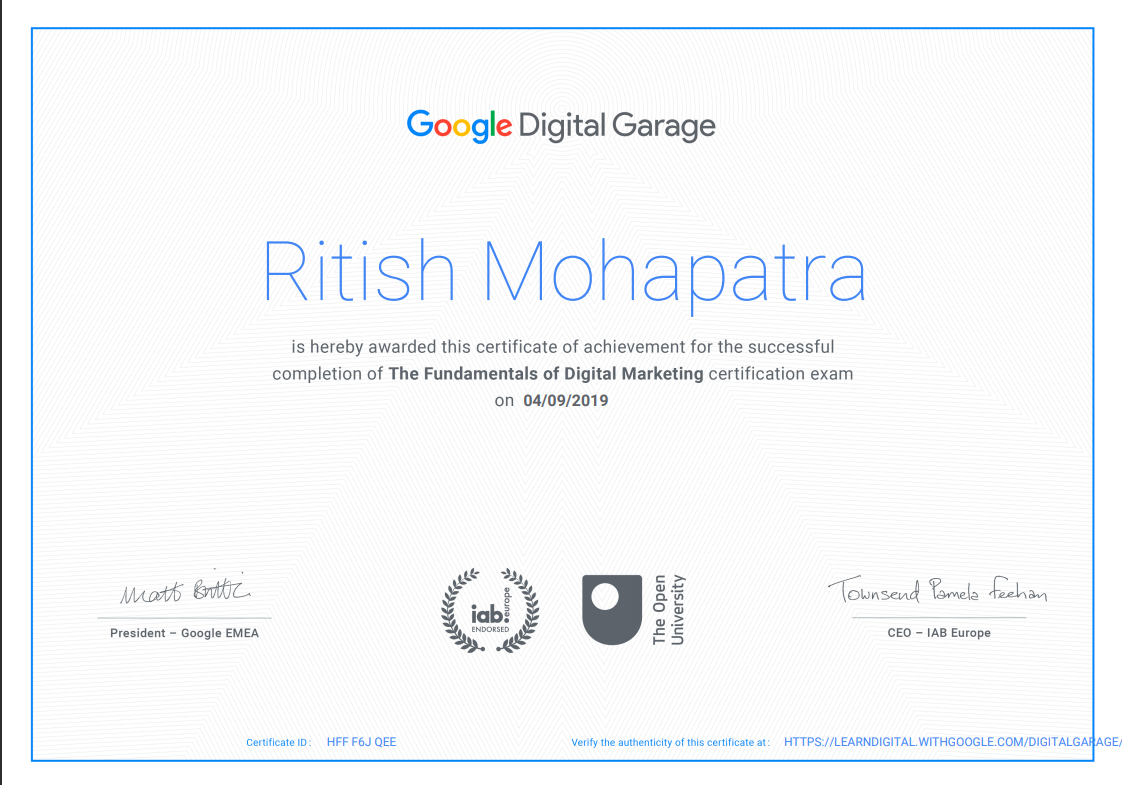 Google Digital Garage
Ritish Mohapatra
is hereby awarded this certificate of achievement for the successful
completion of The Fundamentals of Digital Marketing certification exam
on 04/09/2019
Matt Brittin
President – Google EMEA
iab.europe
ENDORSED
The Open
University
Townsend Pamela Feehan
CEO – IAB Europe
Certificate ID : HFF F6J QEE
Verify the authenticity of this certificate at : HTTPS://LEARNDIGITAL.WITHGOOGLE.COM/DIGITALGARAGE/